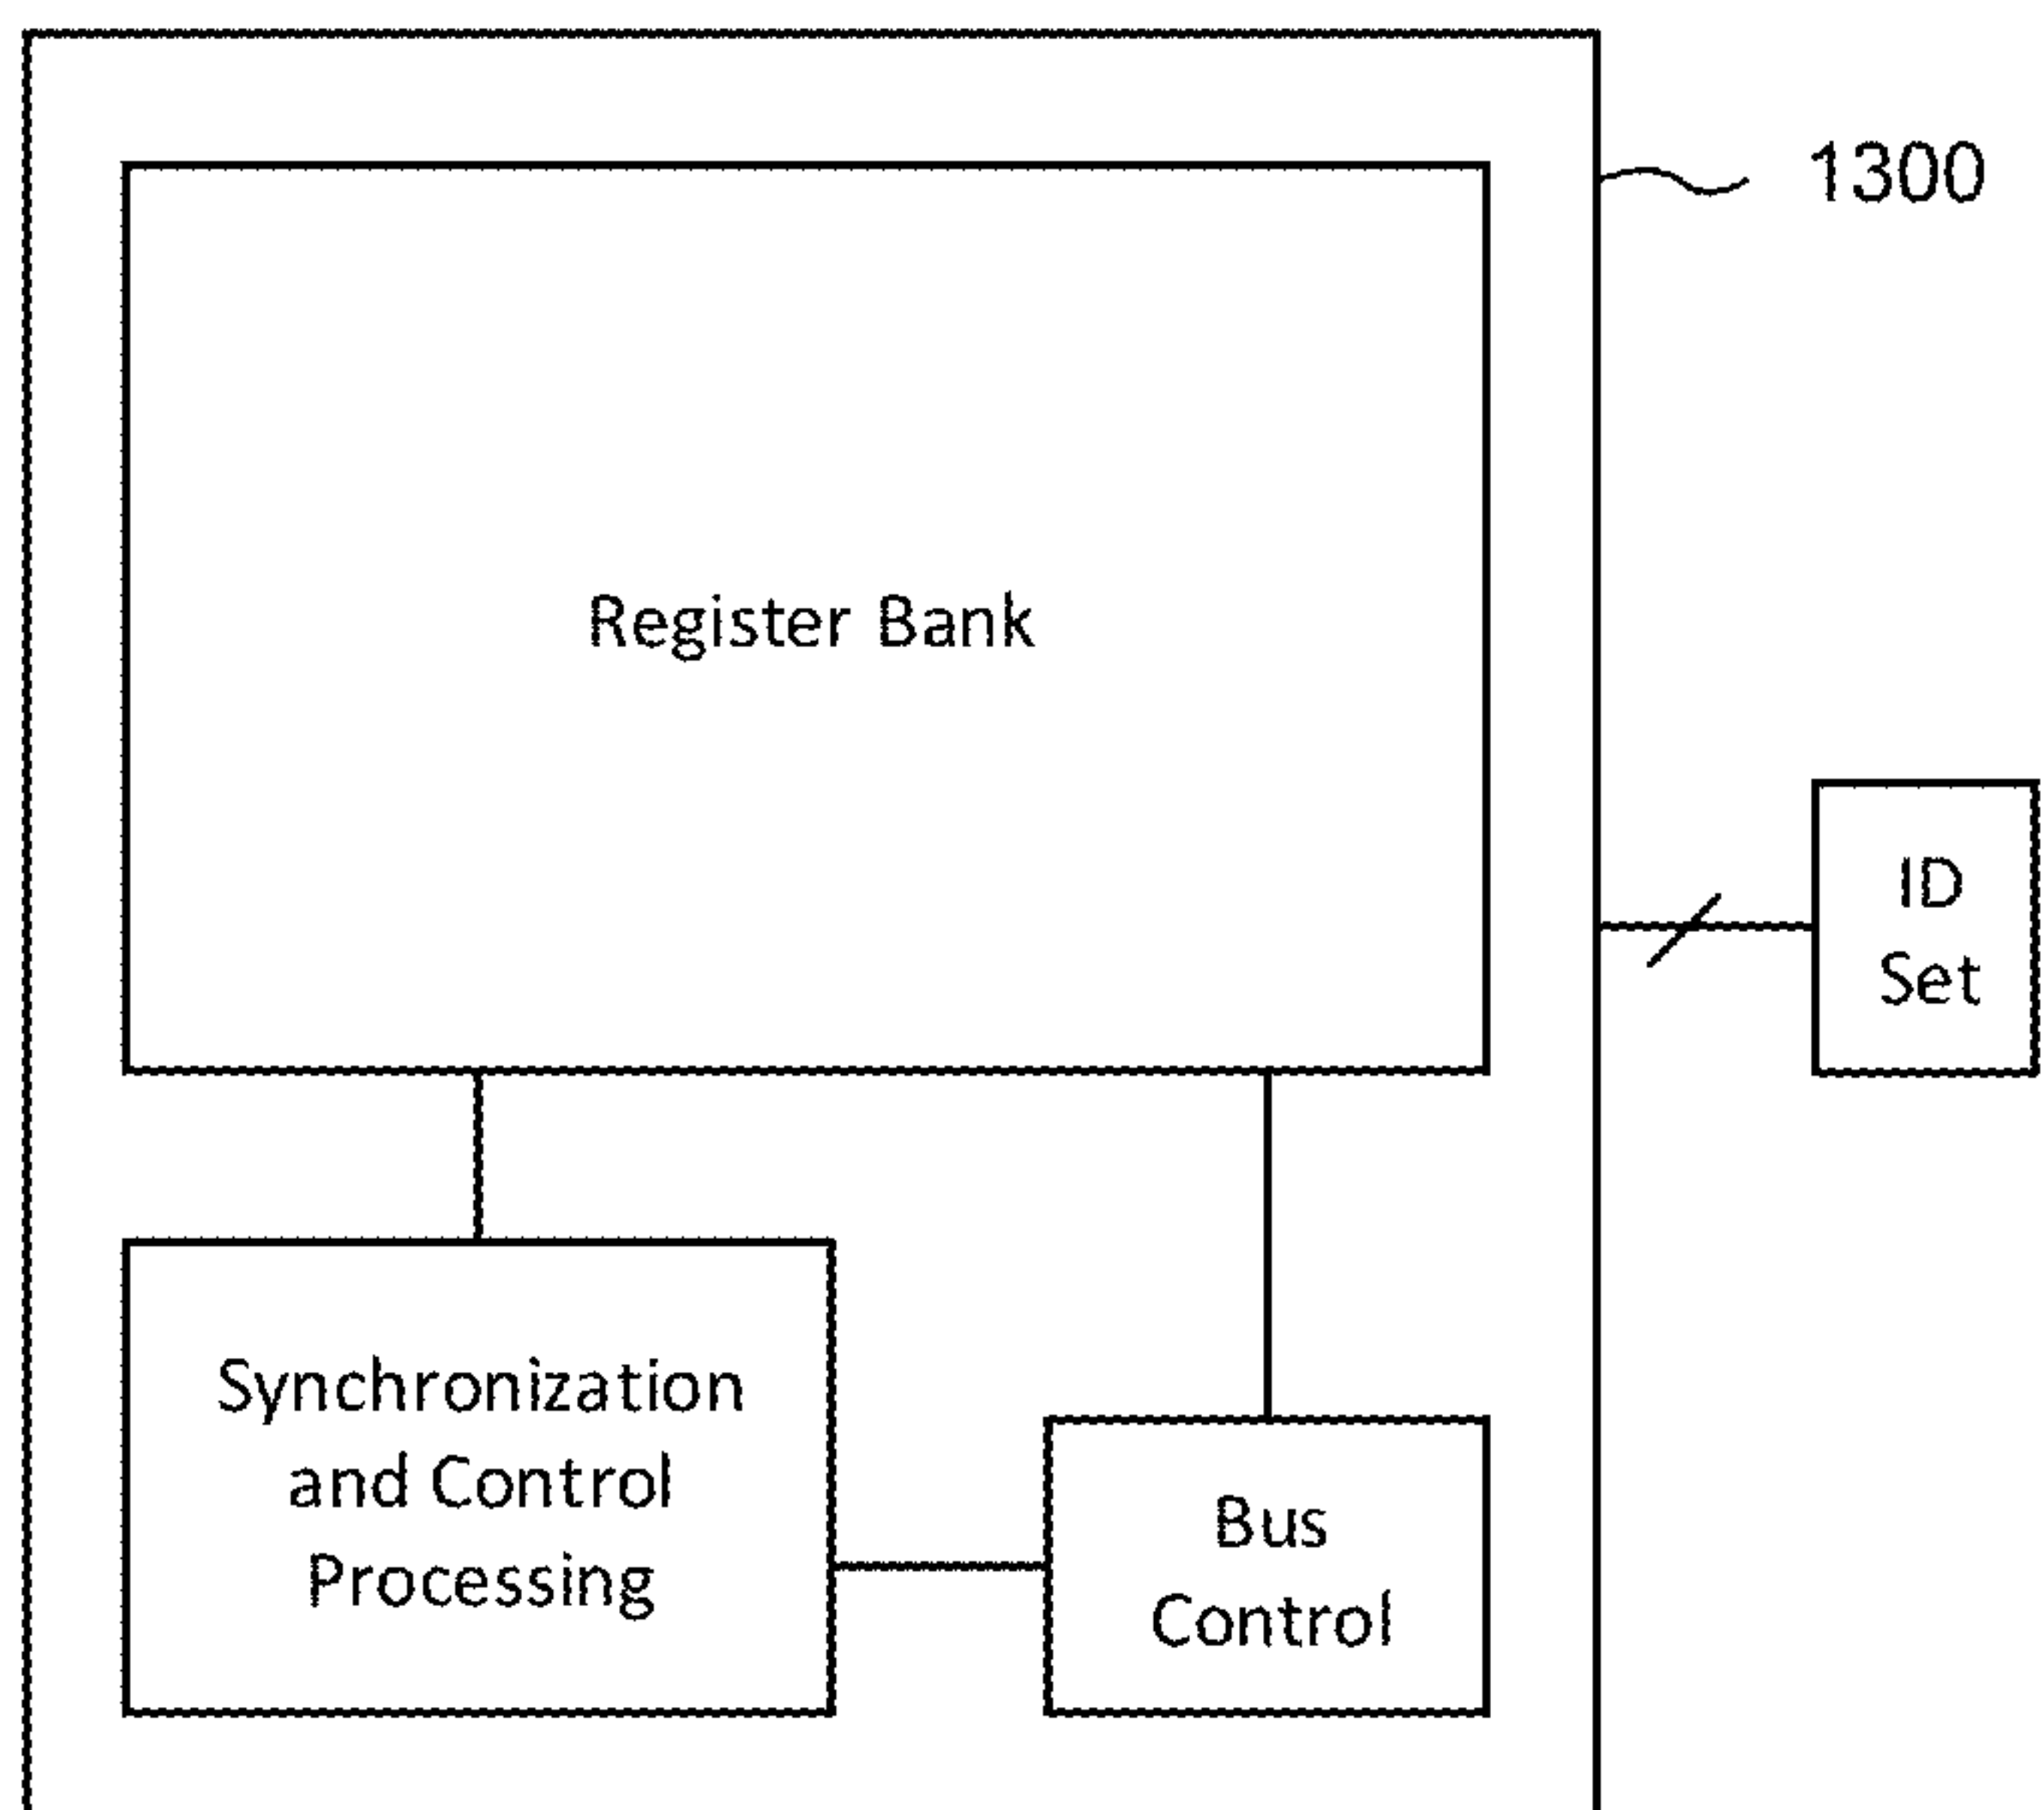 1300
Register Bank
ID
Set
Synchronization
and Control
Processing
Bus
Control